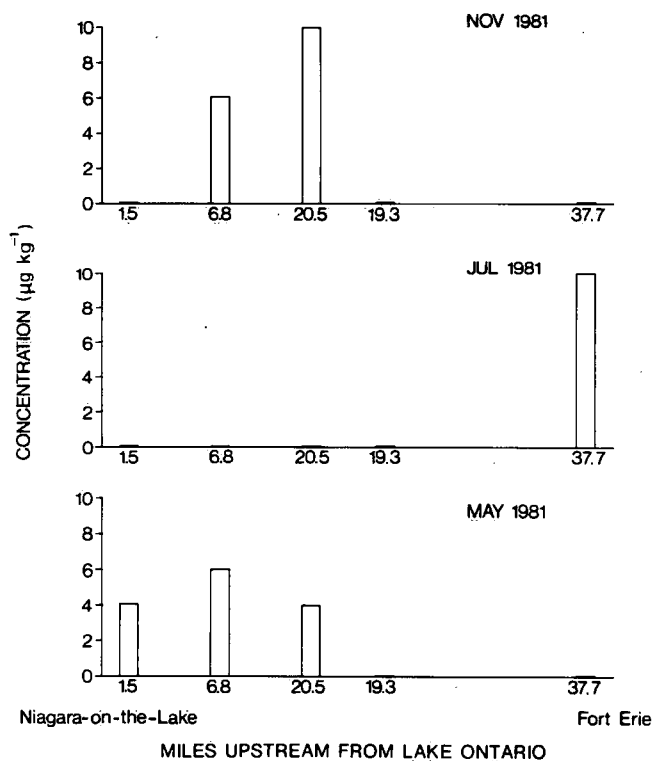 NOV 1981
10
8
6
4
2
0
1.5 6.8 20.5 19.3 37.7
JUL 1981
10
8
6
4
2
0
1.5 6.8 20.5 19.3 37.7
MAY 1981
10
8
6
4
2
0
1.5 6.8 20.5 19.3 37.7
CONCENTRATION (µg kg⁻¹)
Niagara-on-the-Lake Fort Erie
MILES UPSTREAM FROM LAKE ONTARIO